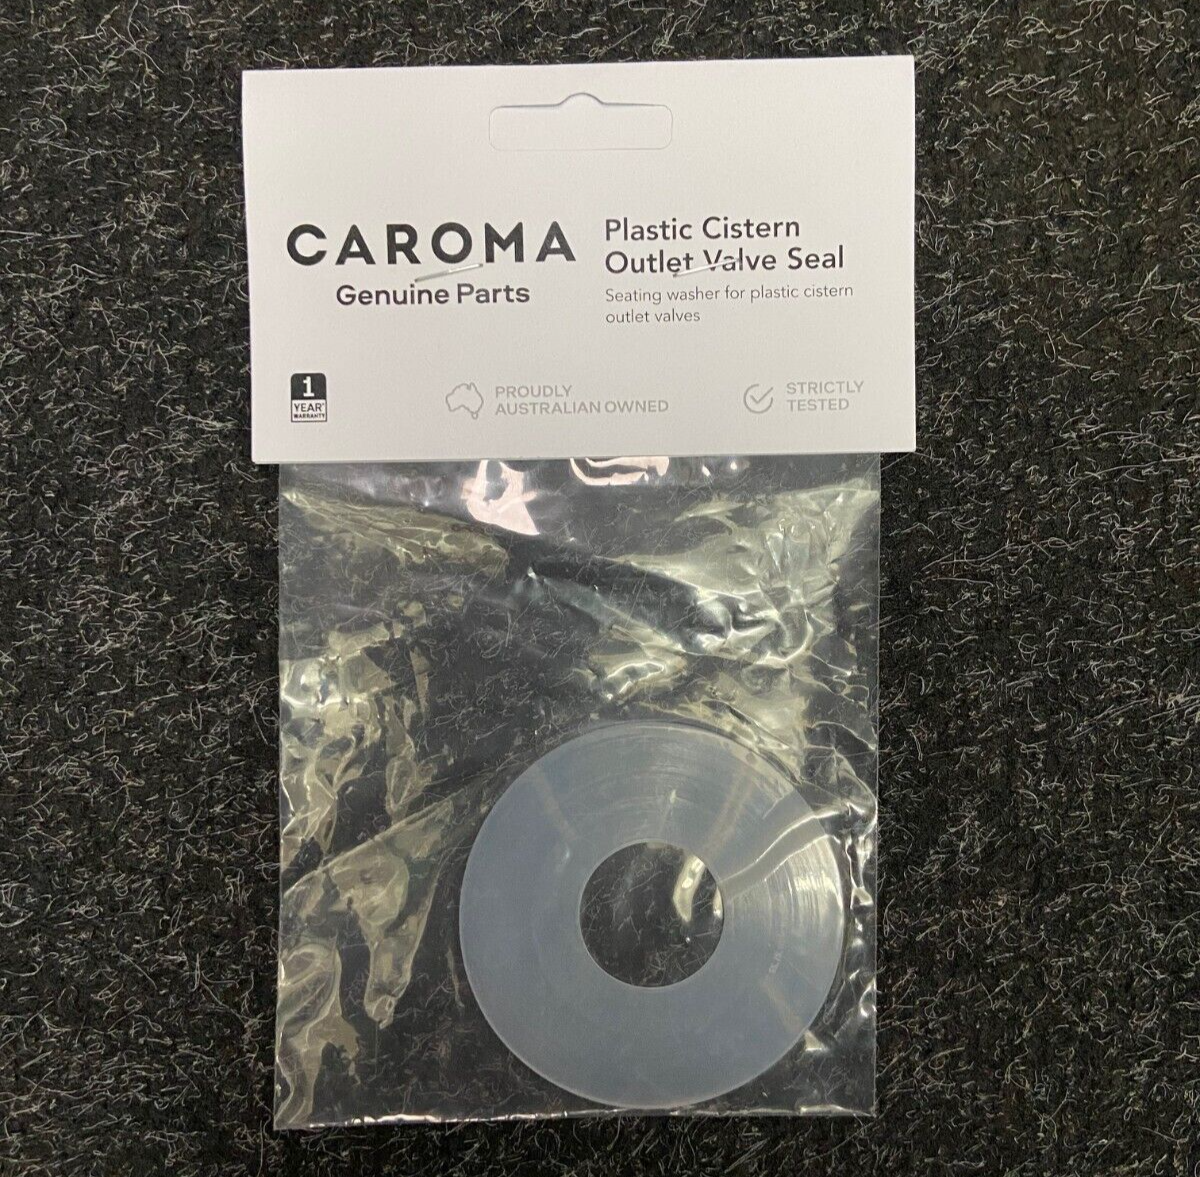 CAROMA
Genuine Parts
Plastic Cistern
Outlet Valve Seal
Seating washer for plastic cistern
outlet valves
1
YEAR
WARRANTY
PROUDLY
AUSTRALIAN OWNED
STRICTLY
TESTED